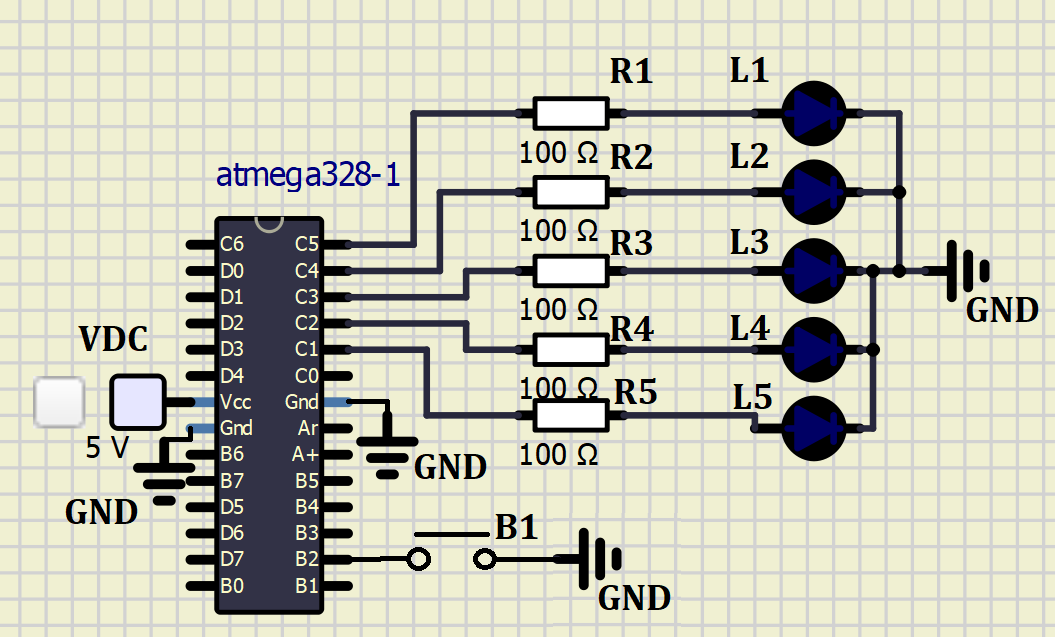 R1
L1
100 Ω
R2
L2
atmega328-1
100 Ω
R3
L3
C6 C5
D0 C4
D1 C3
D2 C2
D3 C1
D4 C0
Vcc Gnd
Gnd Ar
B6 A+
B7 B5
D5 B4
D6 B3
D7 B2
B0 B1
100 Ω
GND
R4
L4
VDC
100 Ω
R5
L5
5 V
100 Ω
GND
GND
B1
GND